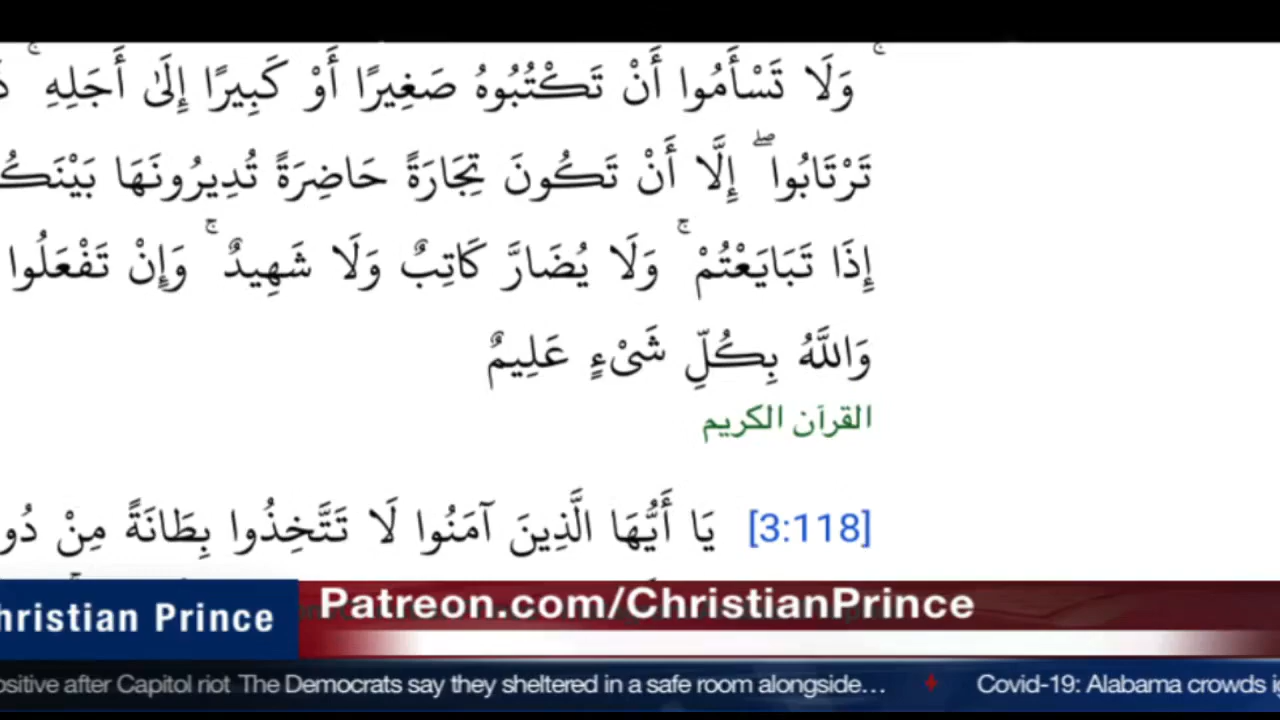 وَلَا تَسْأَمُوا أَنْ تَكْتُبُوهُ صَغِيرًا أَوْ كَبِيرًا إِلَىٰ أَجَلِهِ ۚ
تَرْتَابُوا ۖ إِلَّا أَنْ تَكُونَ تِجَارَةً حَاضِرَةً تُدِيرُونَهَا بَيْنَكُ
إِذَا تَبَايَعْتُمْ ۚ وَلَا يُضَارَّ كَاتِبٌ وَلَا شَهِيدٌ ۚ وَإِنْ تَفْعَلُوا
وَاللَّهُ بِكُلِّ شَيْءٍ عَلِيمٌ
القرآن الكريم
[3:118] يَا أَيُّهَا الَّذِينَ آمَنُوا لَا تَتَّخِذُوا بِطَانَةً مِنْ دُو
hristian Prince
Patreon.com/ChristianPrince
ositive after Capitol riot The Democrats say they sheltered in a safe room alongside... Covid-19: Alabama crowds ig